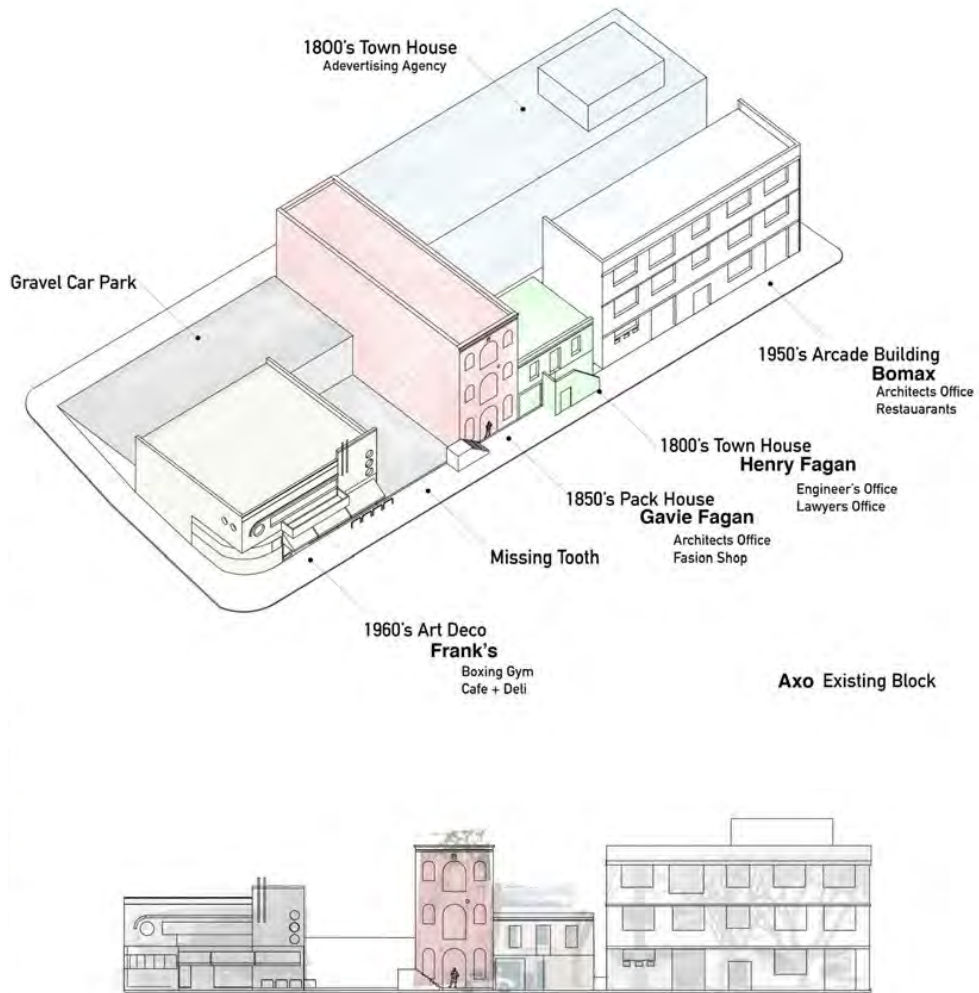 1800's Town House
Adevertising Agency
Gravel Car Park
1950's Arcade Building
Bomax
Architects Office
Restauarants
1800's Town House
Henry Fagan
Engineer's Office
Lawyers Office
1850's Pack House
Gavie Fagan
Architects Office
Fasion Shop
Missing Tooth
1960's Art Deco
Frank's
Boxing Gym
Cafe + Deli
Axo Existing Block